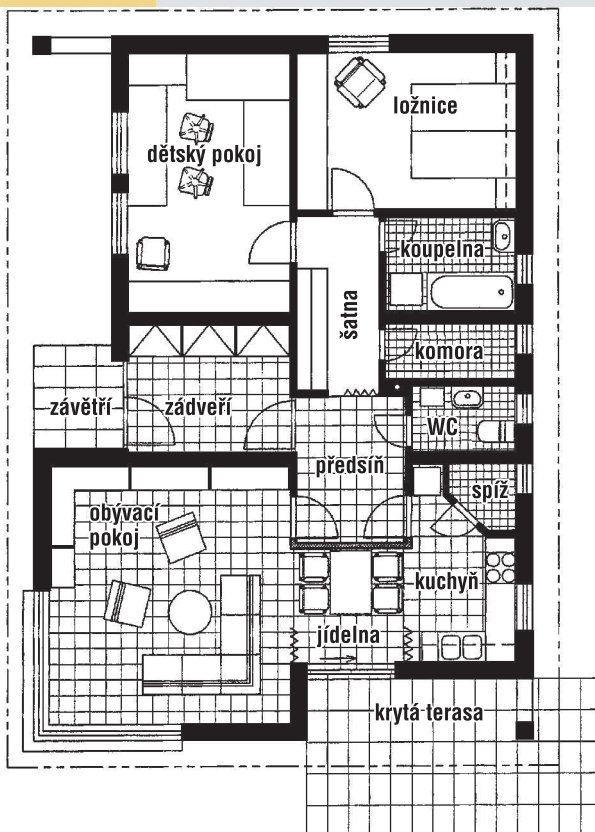 ložnice
dětský pokoj
koupelna
šatna
komora
závětří
zádveří
WC
předsíň
spíž
obývací
pokoj
kuchyň
jídelna
krytá terasa